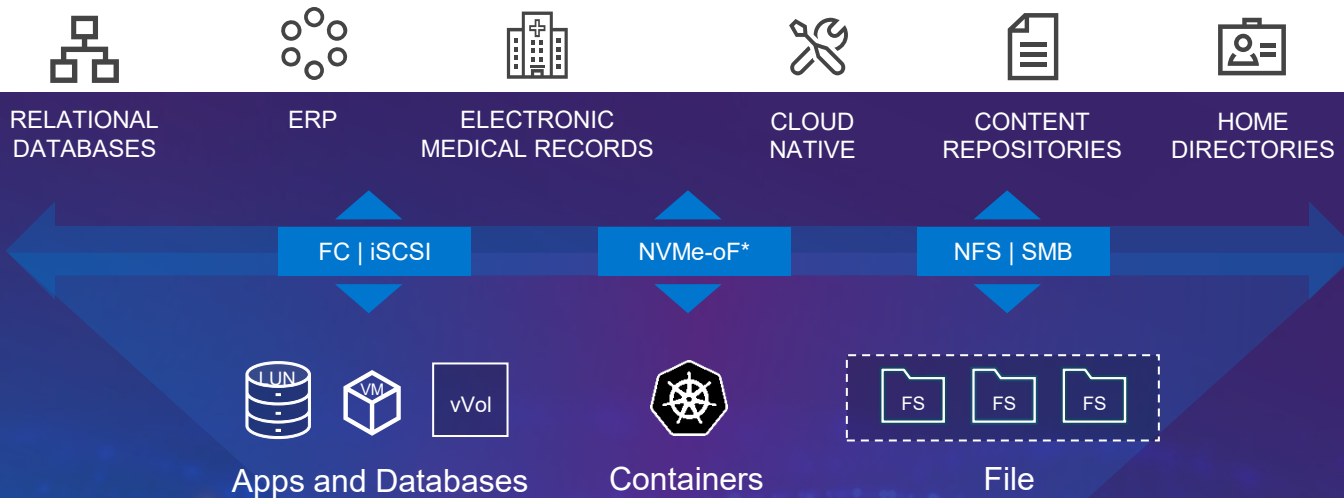 RELATIONAL
DATABASES
ERP
ELECTRONIC
MEDICAL RECORDS
CLOUD
NATIVE
CONTENT
REPOSITORIES
HOME
DIRECTORIES
FC | iSCSI
NVMe-oF*
NFS | SMB
LUN
VM
vVol
FS
FS
FS
Apps and Databases
Containers
File